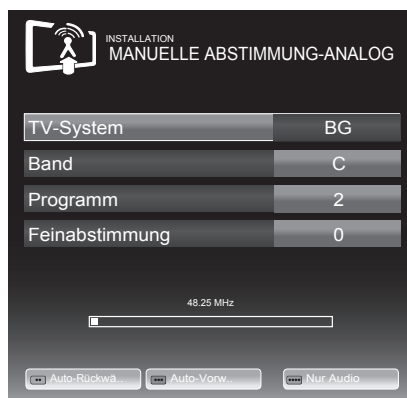 INSTALLATION
MANUELLE ABSTIMMUNG-ANALOG
TV-System BG
Band C
Programm 2
Feinabstimmung 0
48.25 MHz
Auto-Rückwä.. Auto-Vorw.. Nur Audio